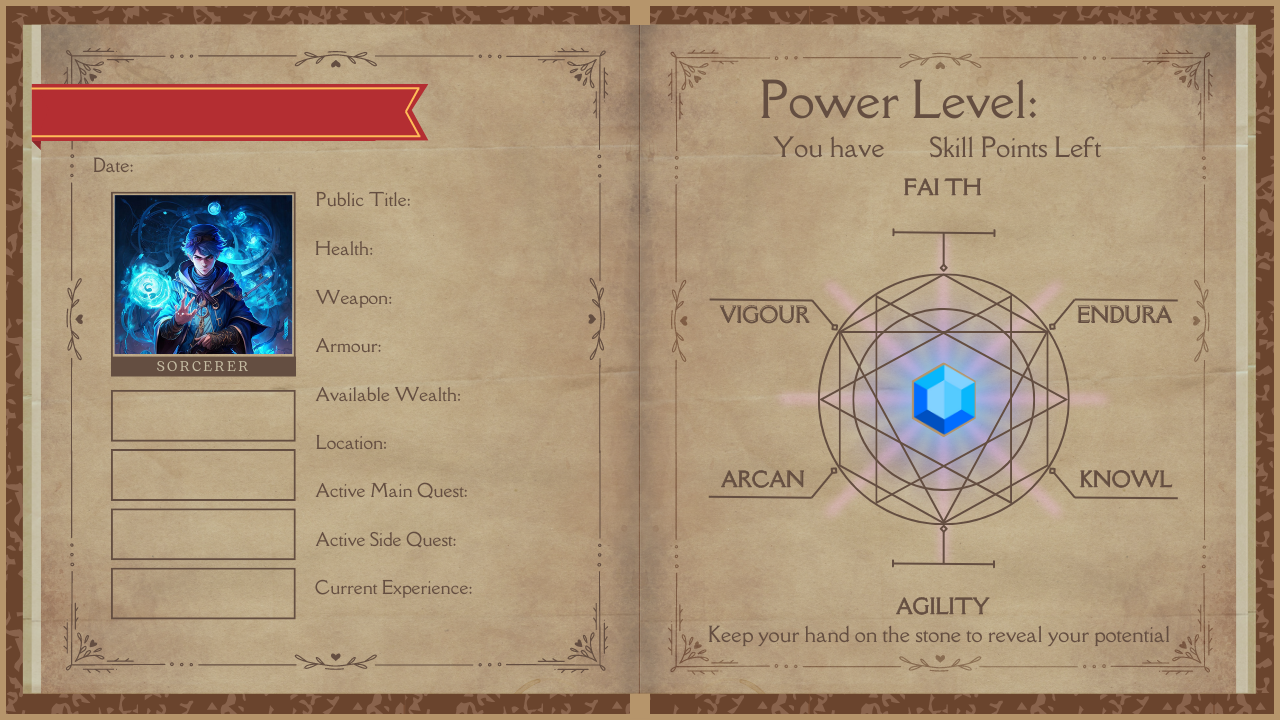 Date:
SORCERER
Public Title:
Health:
Weapon:
Armour:
Available Wealth:
Location:
Active Main Quest:
Active Side Quest:
Current Experience:
Power Level:
You have Skill Points Left
FAI TH
VIGOUR
ENDURA
ARCAN
KNOWL
AGILITY
Keep your hand on the stone to reveal your potential